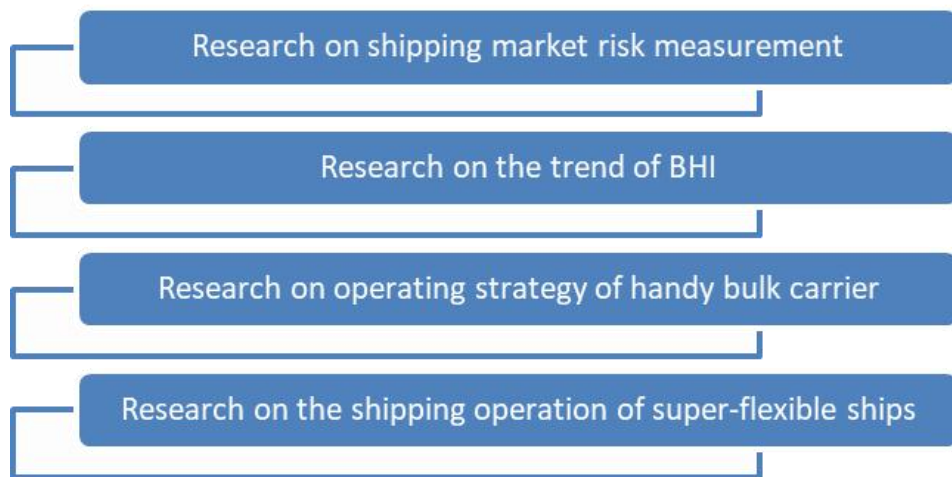 Research on shipping market risk measurement
Research on the trend of BHI
Research on operating strategy of handy bulk carrier
Research on the shipping operation of super-flexible ships